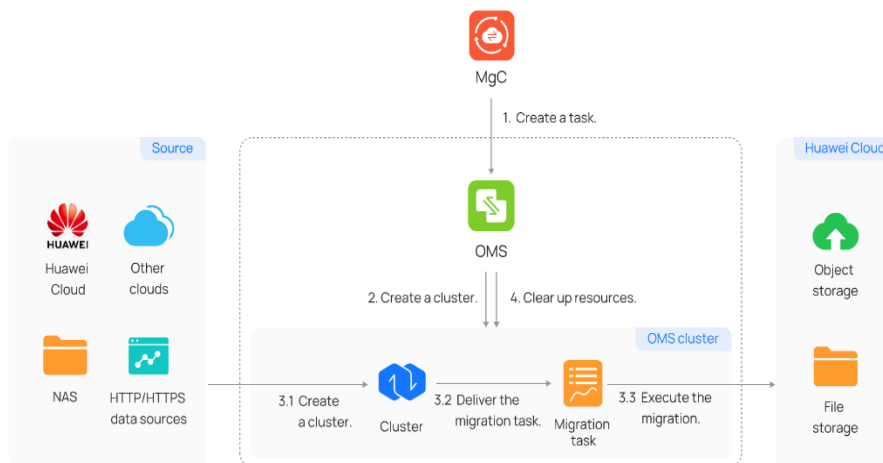 MgC
1. Create a task.
Source
Huawei Cloud
HUAWEI
Huawei
Cloud
Other
clouds
OMS
Object
storage
2. Create a cluster.
4. Clear up resources.
OMS cluster
NAS
HTTP/HTTPS
data sources
3.1 Create
a cluster.
Cluster
3.2 Deliver the
migration task.
Migration
task
3.3 Execute the
migration.
File
storage